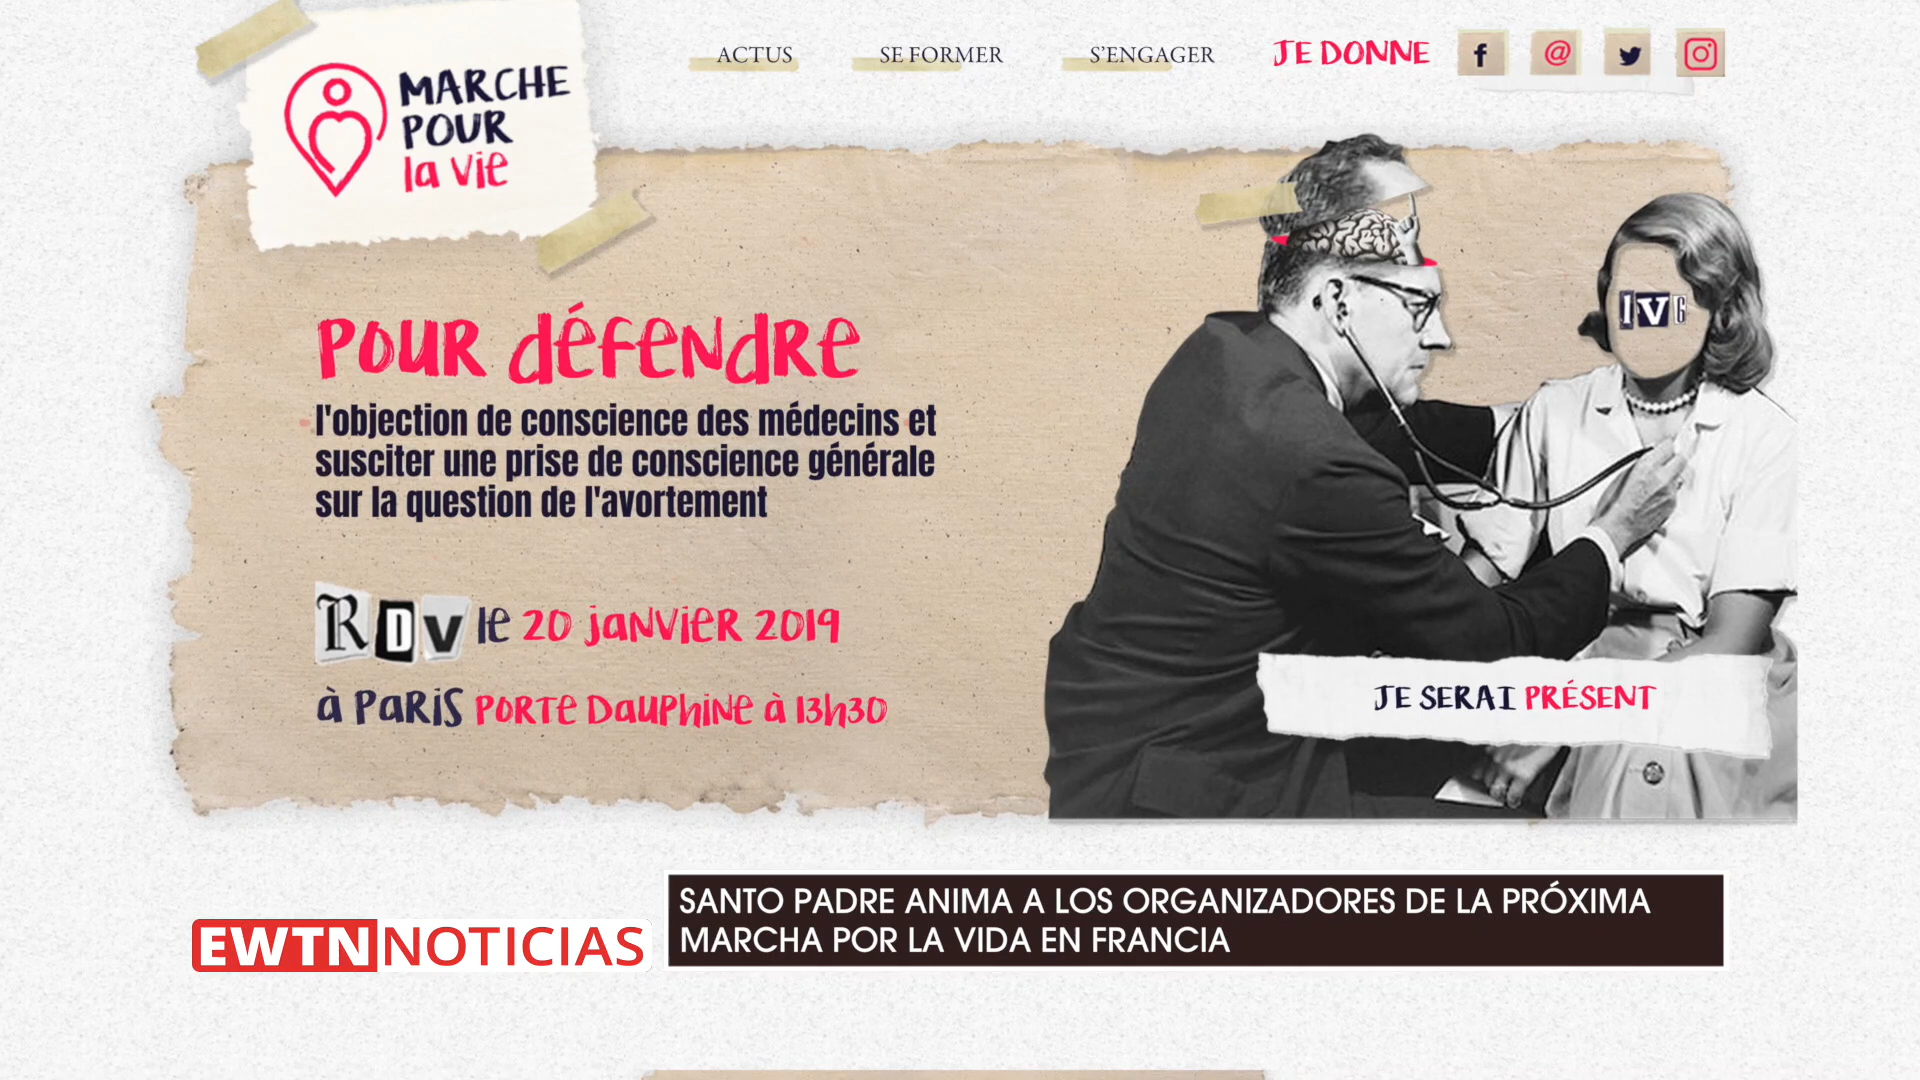 MARCHE
POUR
la vie
ACTUS
SE FORMER
S'ENGAGER
JE DONNE
f
@
POUR défendre
l'objection de conscience des médecins et
susciter une prise de conscience générale
sur la question de l'avortement
RDV le 20 janvier 2019
à Paris Porte Dauphine à 13h30
IVG
JE SERAI PRÉSENT
EWTN NOTICIAS
SANTO PADRE ANIMA A LOS ORGANIZADORES DE LA PRÓXIMA
MARCHA POR LA VIDA EN FRANCIA